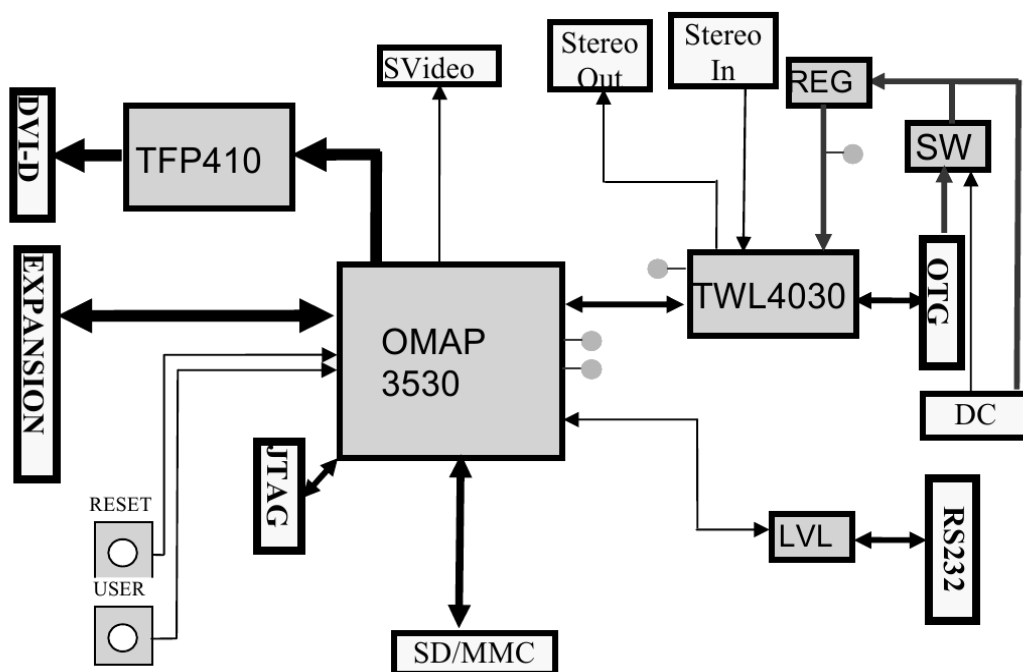 SVideo
Stereo
Out
Stereo
In
REG
DVI-D
TFP410
SW
EXPANSION
TWL4030
OTG
OMAP
3530
DC
JTAG
RESET
LVL
RS232
USER
SD/MMC